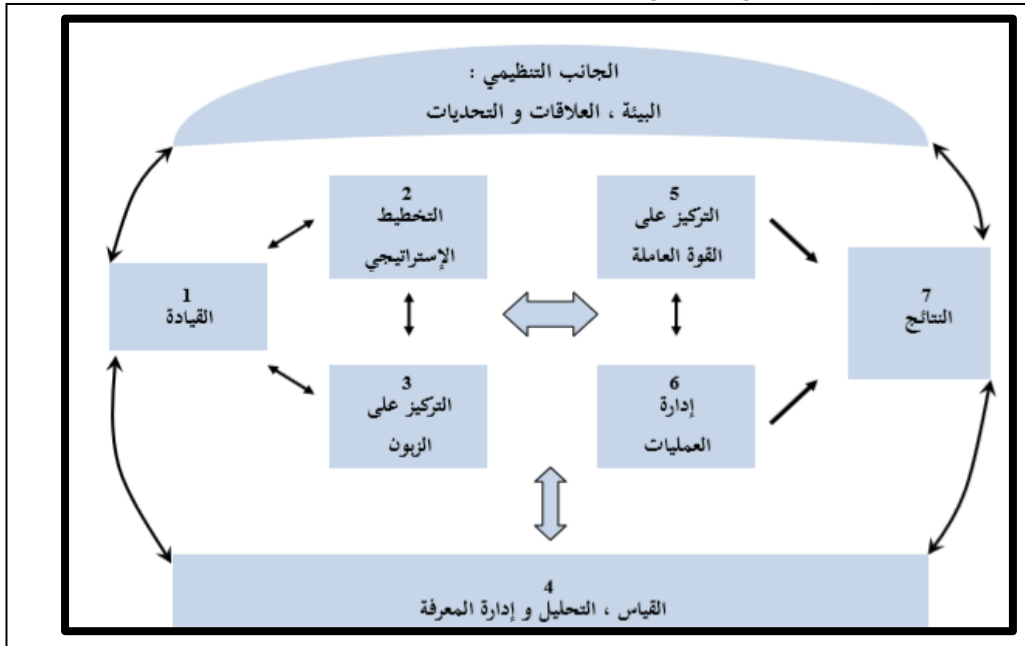 الجانب التنظيمي :
البيئة ، العلاقات و التحديات
1
القيادة
2
التخطيط
الإستراتيجي
3
التركيز على
الزبون
5
التركيز على
القوة العاملة
6
إدارة
العمليات
7
النتائج
4
القياس ، التحليل و إدارة المعرفة